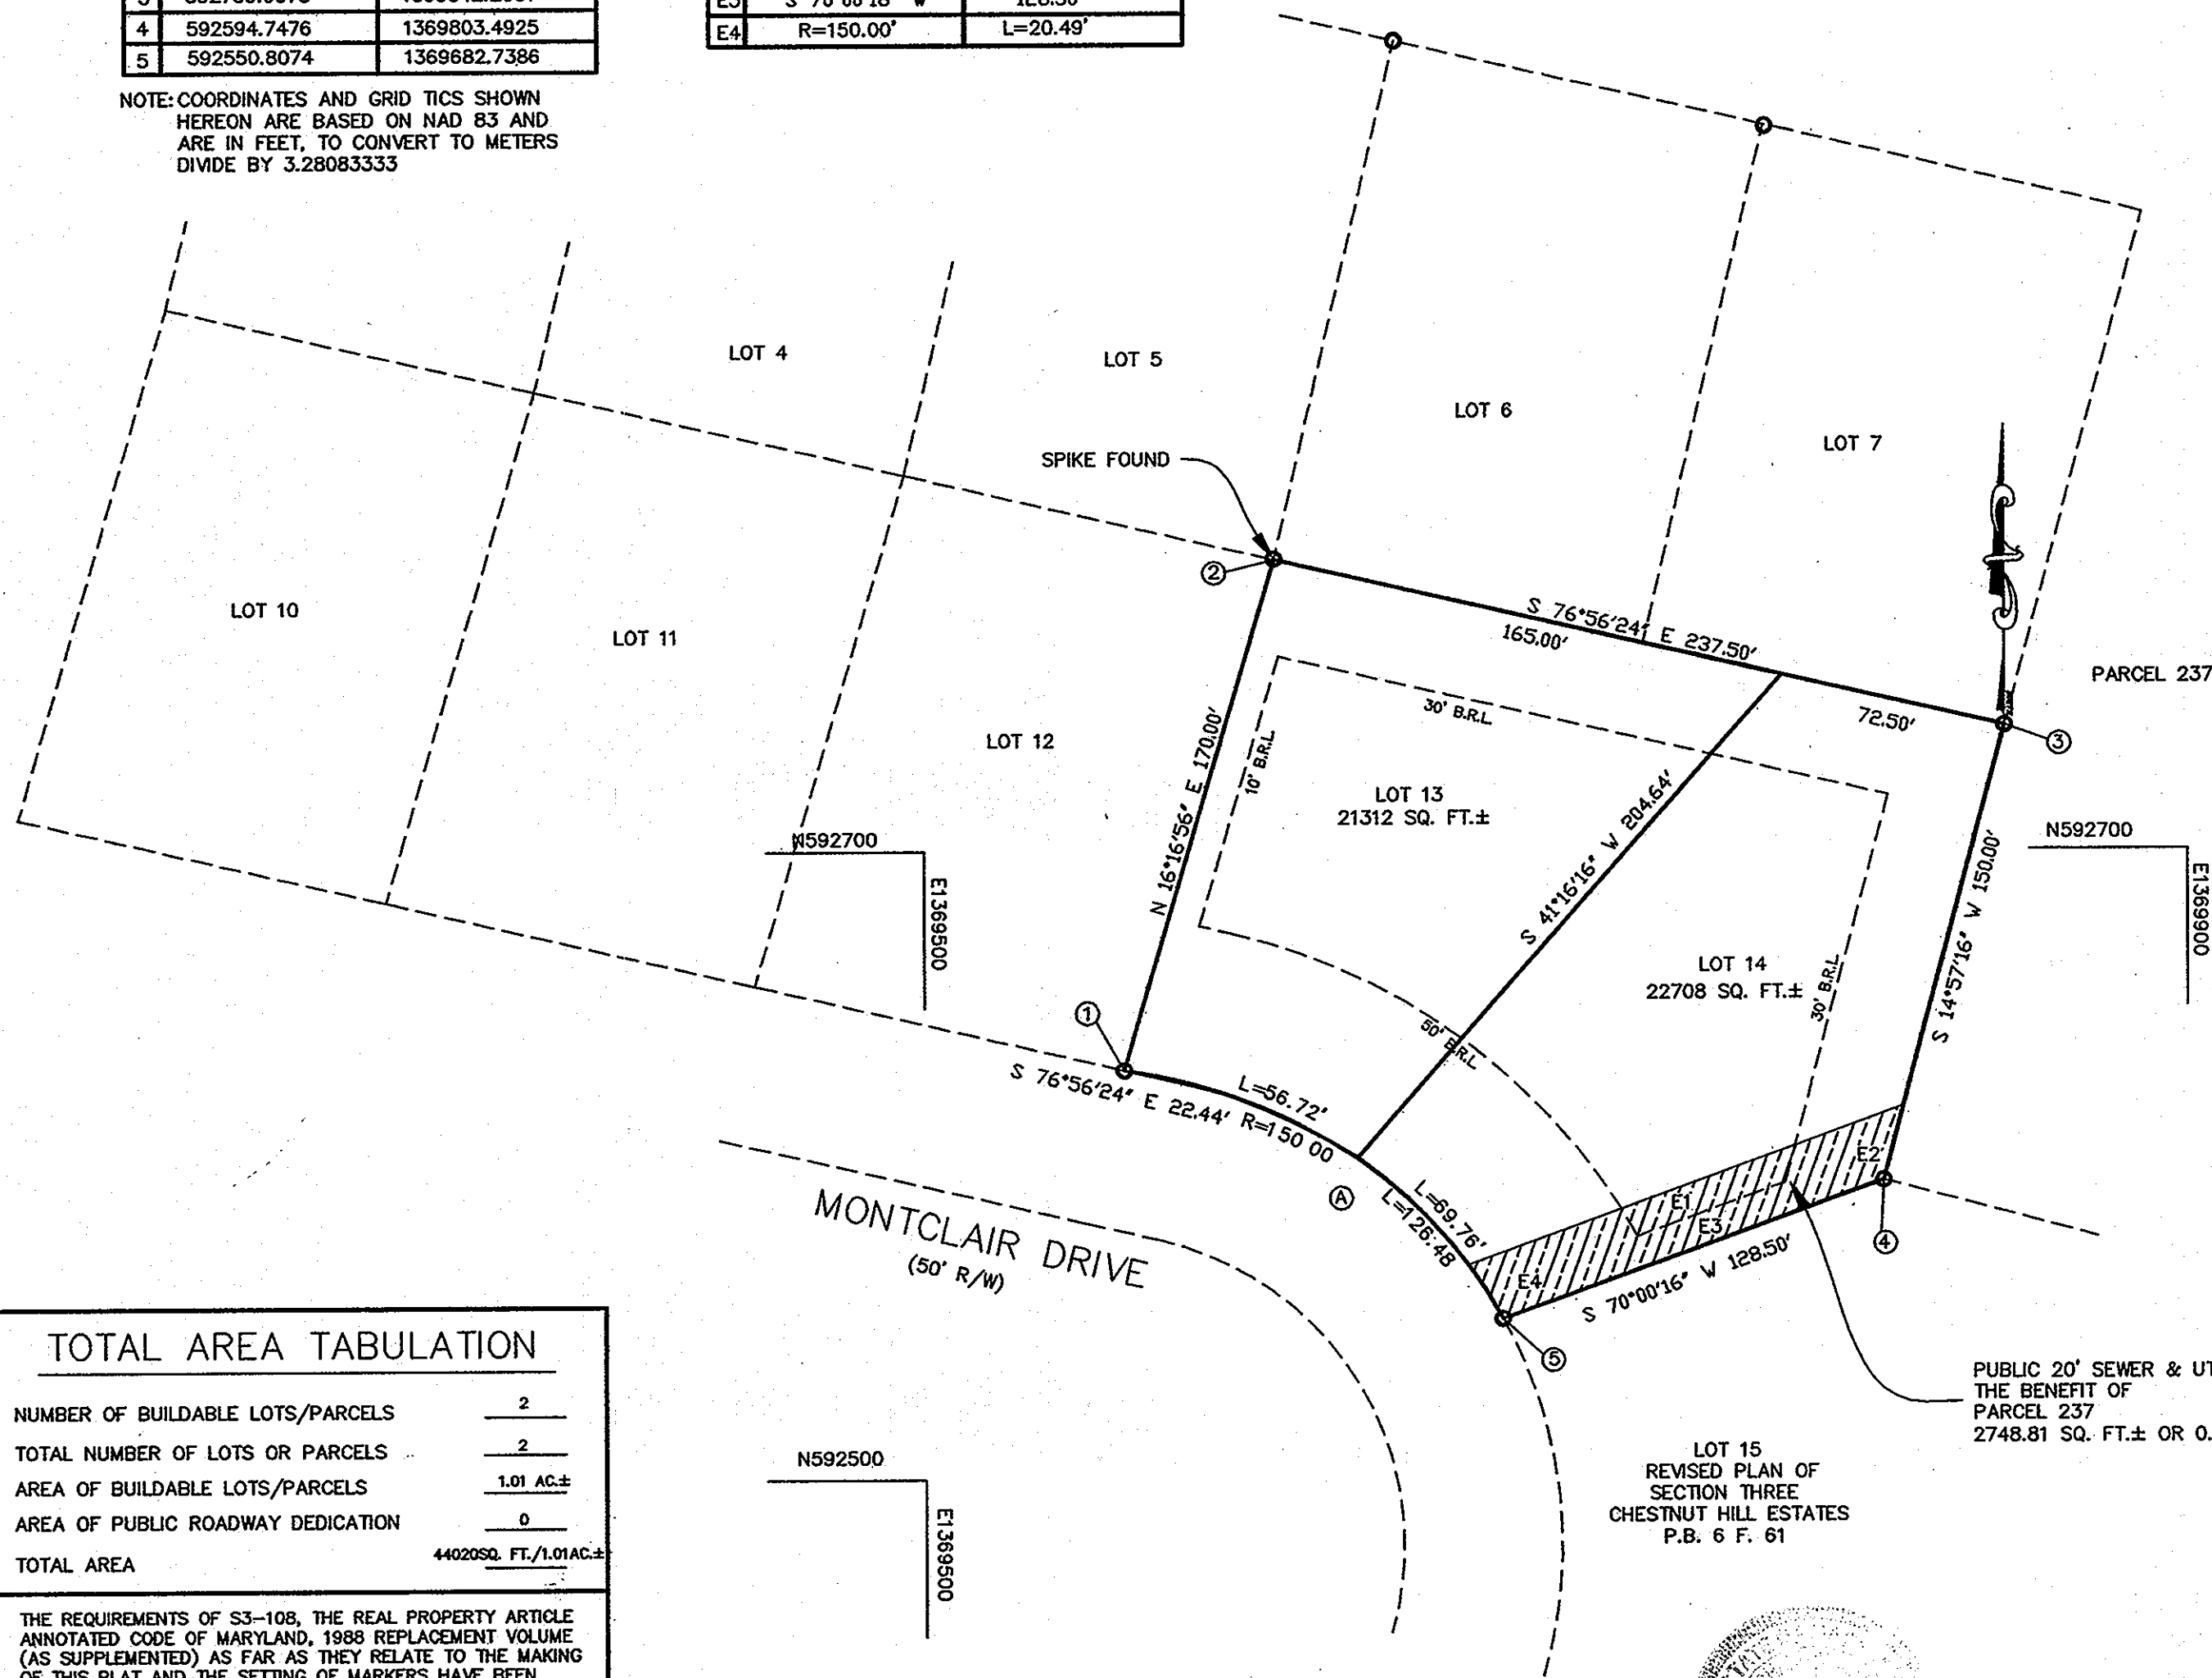 4 592594.7476 1369803.4925
5 592550.8074 1369682.7386
E4 R=150.00' L=20.49'
NOTE: COORDINATES AND GRID TICS SHOWN
HEREON ARE BASED ON NAD 83 AND
ARE IN FEET, TO CONVERT TO METERS
DIVIDE BY 3.28083333
LOT 4
LOT 5
LOT 6
LOT 7
SPIKE FOUND
2
LOT 10
LOT 11
LOT 12
S 76°56'24" E 237.50'
165.00'
72.50'
3
PARCEL 237
30' B.R.L.
10' B.R.L.
N 16°16'56" E 170.00'
LOT 13
21312 SQ. FT.±
S 41°16'16" W 204.64'
N592700
E1369500
N592700
E1369900
S 14°57'16" W 150.00'
LOT 14
22708 SQ. FT.±
30' B.R.L.
50' B.R.L.
1
S 76°56'24" E 22.44' R=150 00
L=56.72'
A
L=69.76'
L=126.48
E1
E2
E3
E4
4
S 70°00'16" W 128.50'
5
MONTCLAIR DRIVE
(50' R/W)
PUBLIC 20' SEWER & UT
THE BENEFIT OF
PARCEL 237
2748.81 SQ. FT.± OR 0.
LOT 15
REVISED PLAN OF
SECTION THREE
CHESTNUT HILL ESTATES
P.B. 6 F. 61
N592500
E1369500
TOTAL AREA TABULATION
NUMBER OF BUILDABLE LOTS/PARCELS 2
TOTAL NUMBER OF LOTS OR PARCELS 2
AREA OF BUILDABLE LOTS/PARCELS 1.01 AC.±
AREA OF PUBLIC ROADWAY DEDICATION 0
TOTAL AREA 44020SQ. FT./1.01AC.±
THE REQUIREMENTS OF S3-108, THE REAL PROPERTY ARTICLE
ANNOTATED CODE OF MARYLAND, 1988 REPLACEMENT VOLUME
(AS SUPPLEMENTED) AS FAR AS THEY RELATE TO THE MAKING
OF THIS PLAT AND THE SETTING OF MARKERS HAVE BEEN